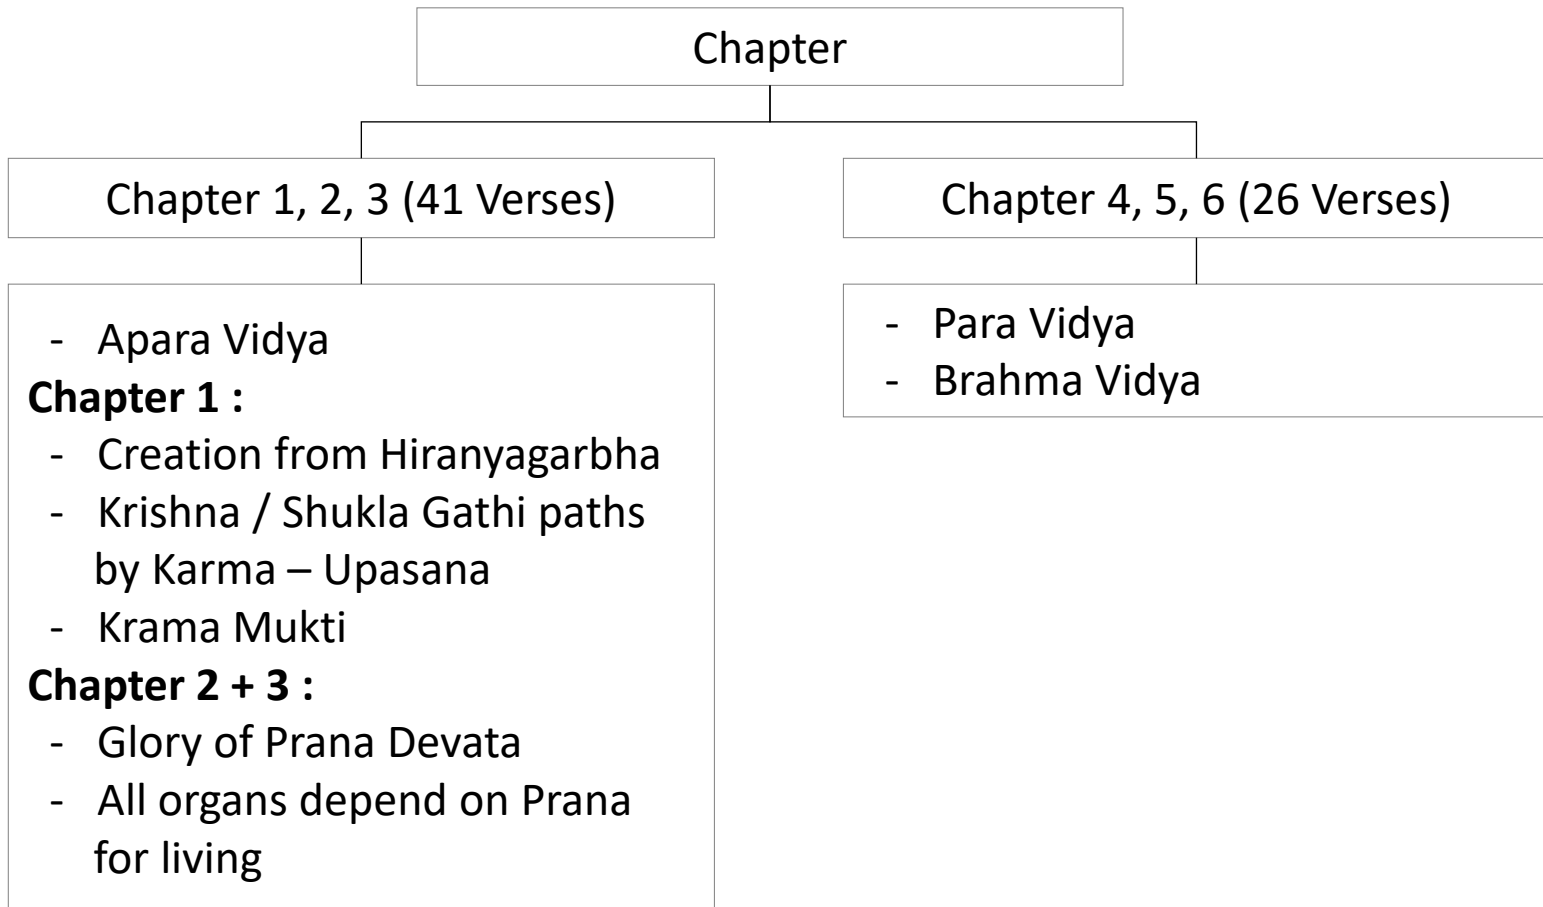 Chapter
Chapter 1, 2, 3 (41 Verses)
Chapter 4, 5, 6 (26 Verses)
- Apara Vidya
Chapter 1 :
- Creation from Hiranyagarbha
- Krishna / Shukla Gathi paths
by Karma – Upasana
- Krama Mukti
Chapter 2 + 3 :
- Glory of Prana Devata
- All organs depend on Prana
for living
- Para Vidya
- Brahma Vidya